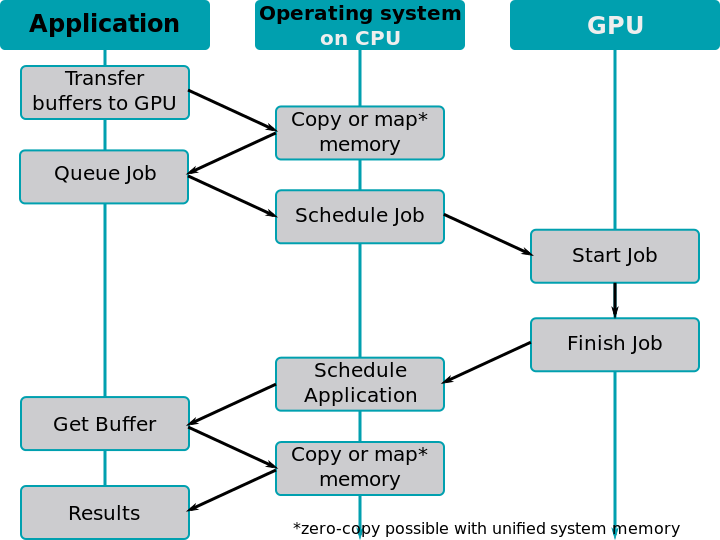 Application
Operating system
on CPU
GPU
Transfer
buffers to GPU
Copy or map*
memory
Queue Job
Schedule Job
Start Job
Finish Job
Schedule
Application
Get Buffer
Copy or map*
memory
Results
*zero-copy possible with unified system memory